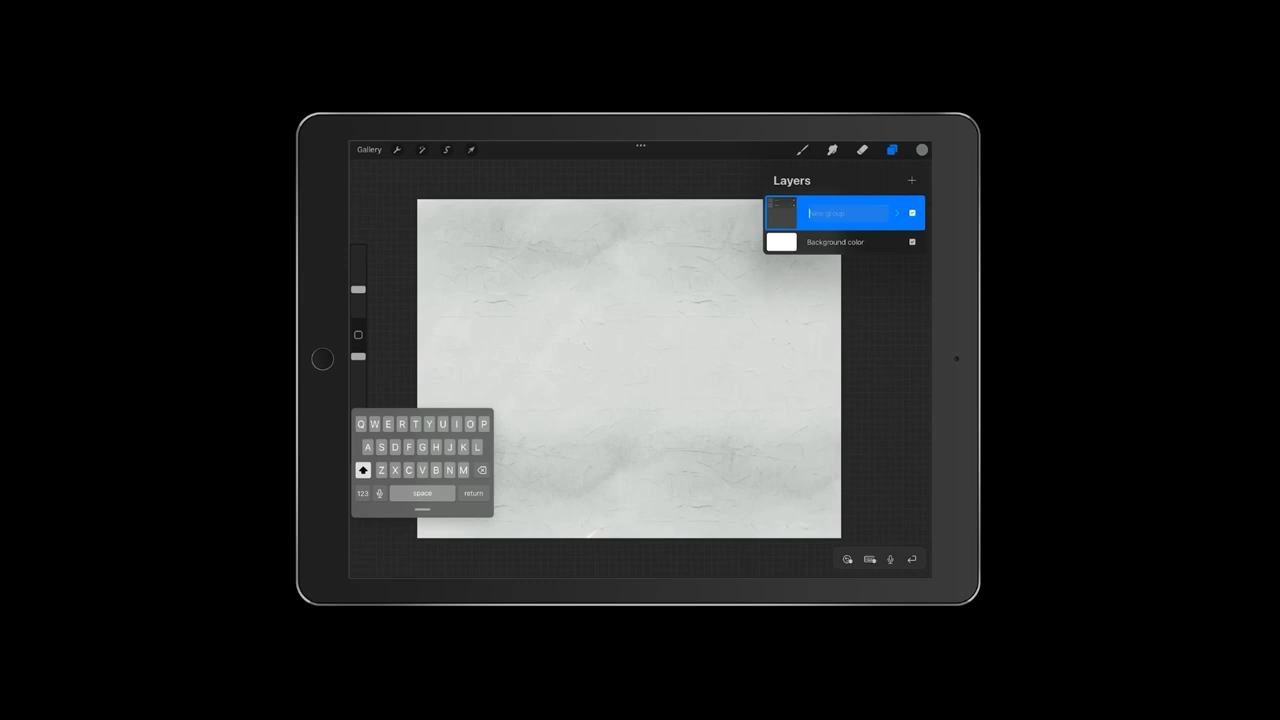 Gallery
Layers
New group
Background color
Q W E R T Y U I O P
A S D F G H J K L
Z X C V B N M
123 space return